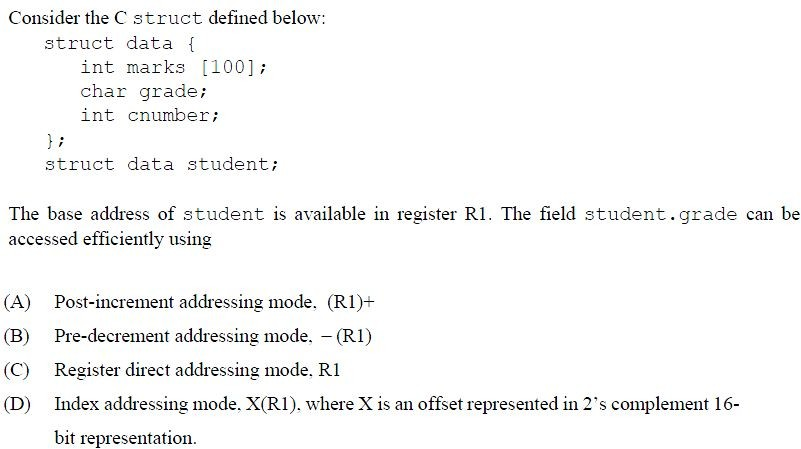 Consider the C struct defined below:
struct data {
int marks [100];
char grade;
int cnumber;
};
struct data student;
The base address of student is available in register R1. The field student.grade can be
accessed efficiently using
(A) Post-increment addressing mode, (R1)+
(B) Pre-decrement addressing mode, – (R1)
(C) Register direct addressing mode, R1
(D) Index addressing mode, X(R1), where X is an offset represented in 2's complement 16-
bit representation.